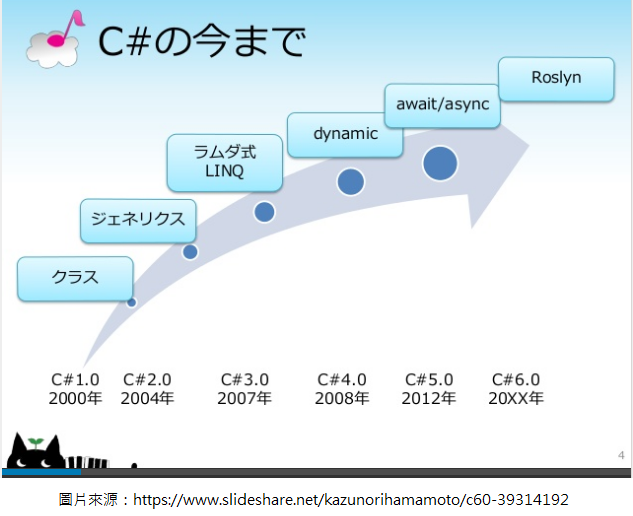 C#の今まで
Roslyn
await/async
dynamic
ラムダ式
LINQ
ジェネリクス
クラス
C#1.0
2000年
C#2.0
2004年
C#3.0
2007年
C#4.0
2008年
C#5.0
2012年
C#6.0
20XX年
4
圖片來源：https://www.slideshare.net/kazunorihamamoto/c60-39314192